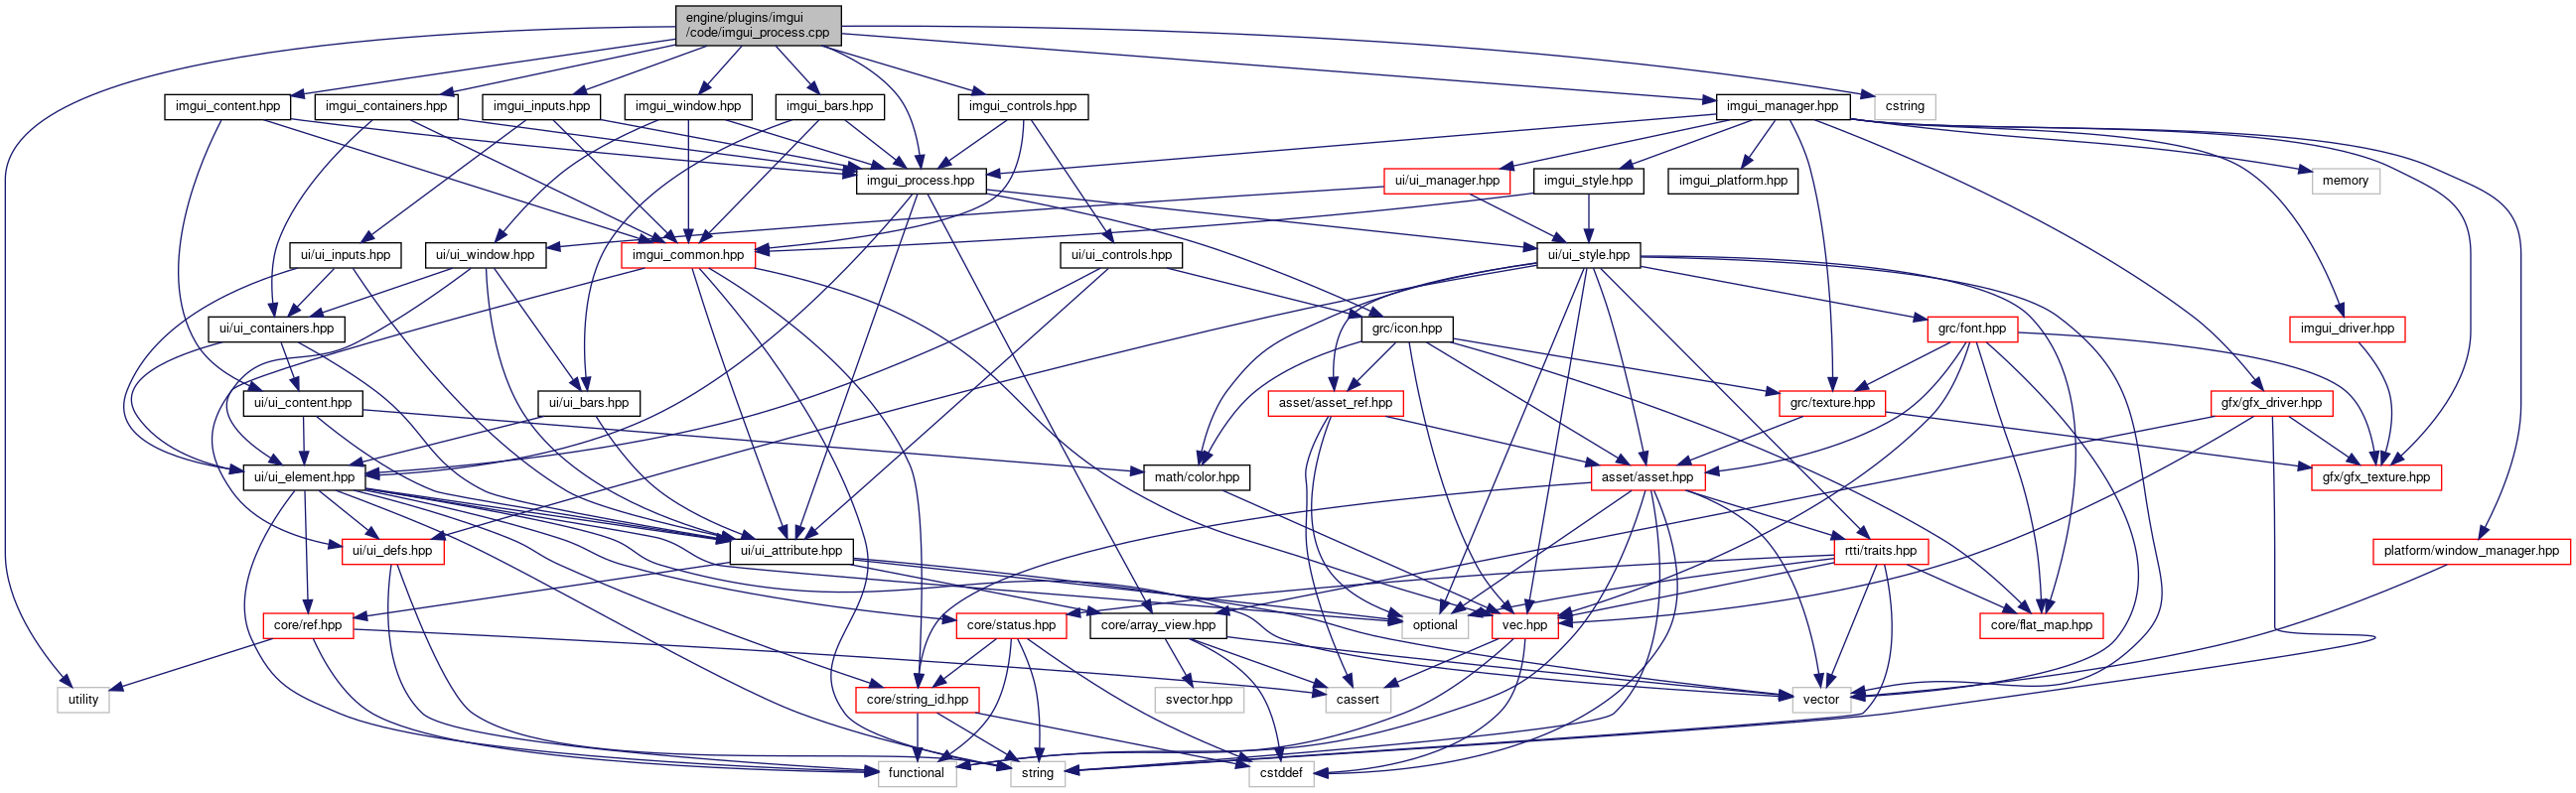 engine/plugins/imgui
/code/imgui_process.cpp
imgui_content.hpp
imgui_containers.hpp
imgui_inputs.hpp
imgui_window.hpp
imgui_bars.hpp
imgui_controls.hpp
imgui_manager.hpp
cstring
imgui_process.hpp
ui/ui_manager.hpp
imgui_style.hpp
imgui_platform.hpp
memory
ui/ui_inputs.hpp
ui/ui_window.hpp
imgui_common.hpp
ui/ui_controls.hpp
ui/ui_style.hpp
ui/ui_containers.hpp
grc/icon.hpp
grc/font.hpp
imgui_driver.hpp
ui/ui_content.hpp
ui/ui_bars.hpp
asset/asset_ref.hpp
grc/texture.hpp
gfx/gfx_driver.hpp
ui/ui_element.hpp
math/color.hpp
asset/asset.hpp
gfx/gfx_texture.hpp
ui/ui_defs.hpp
ui/ui_attribute.hpp
rtti/traits.hpp
platform/window_manager.hpp
core/ref.hpp
core/status.hpp
core/array_view.hpp
optional
vec.hpp
core/flat_map.hpp
utility
core/string_id.hpp
svector.hpp
cassert
vector
functional
string
cstddef